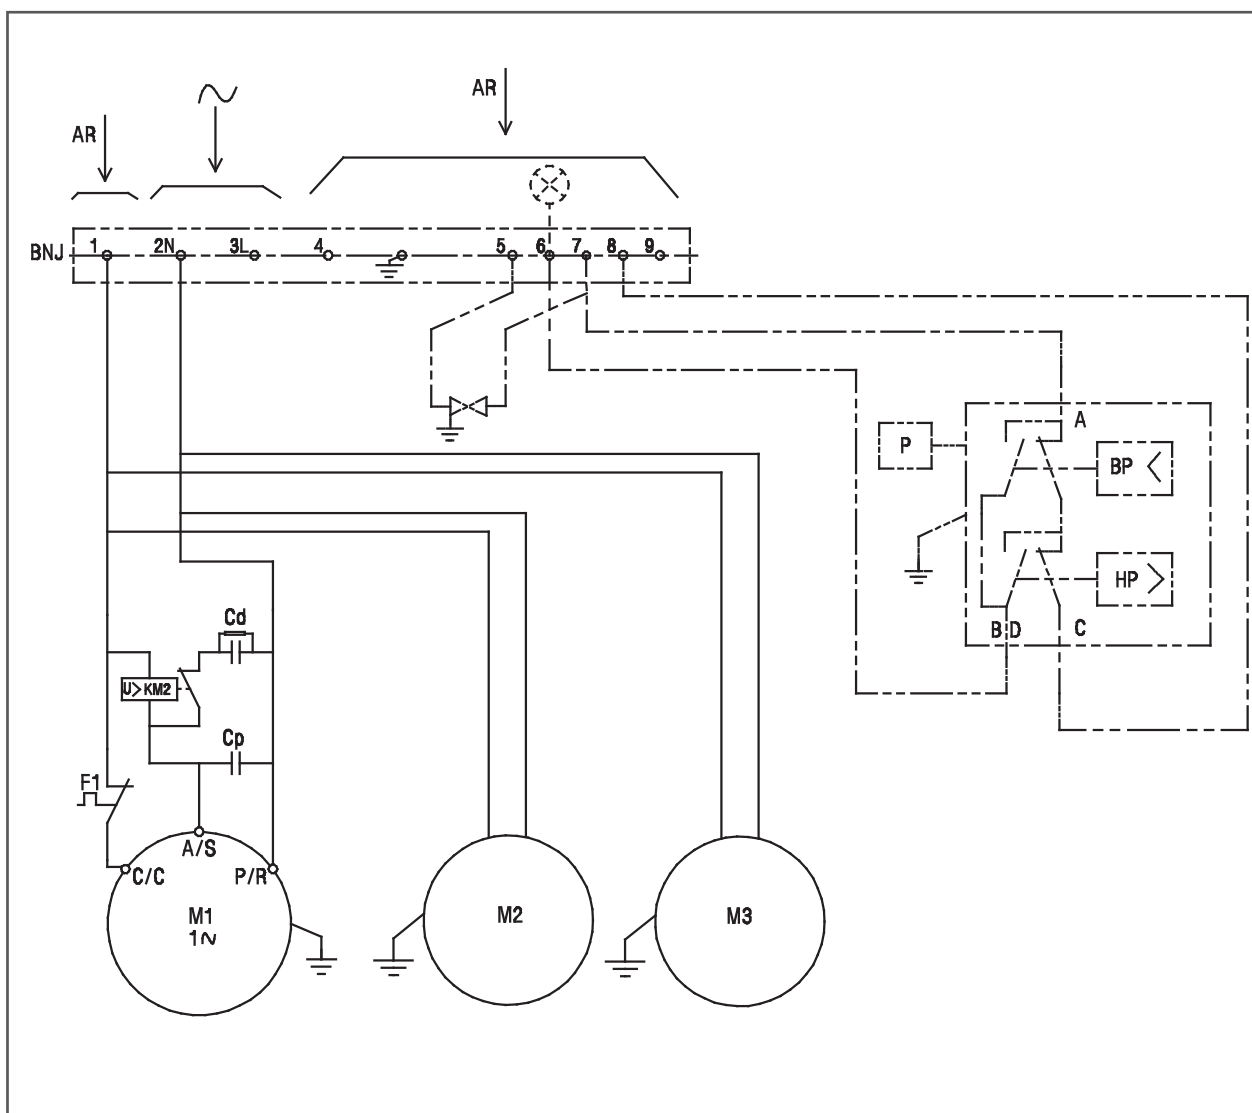 AR
AR
BNJ
1 2N 3L 4 5 6 7 8 9
A
P
BP <
HP >
B D C
Cd
U> KM2
Cp
F1
A/S
C/C P/R
M1
1~
M2
M3